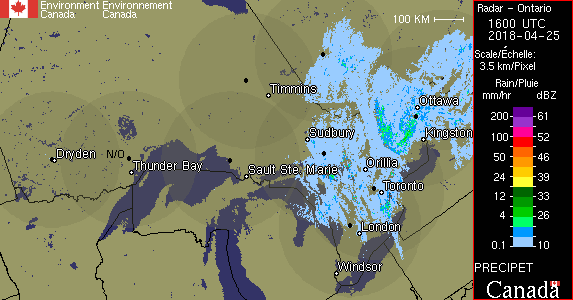 Environment Environnement
Canada Canada
100 KM
Timmins
Ottawa
Sudbury
Kingston
Dryden
N/O
Thunder Bay
Sault Ste. Marie
Orillia
Toronto
London
Windsor
Radar - Ontario
1600 UTC
2018-04-25
Scale/Échelle:
3.5 km/Pixel
Rain/Pluie
mm/hr dBZ
200 61
100 52
50 46
24 39
12 33
4 26
0.1 10
PRECIPET
Canada